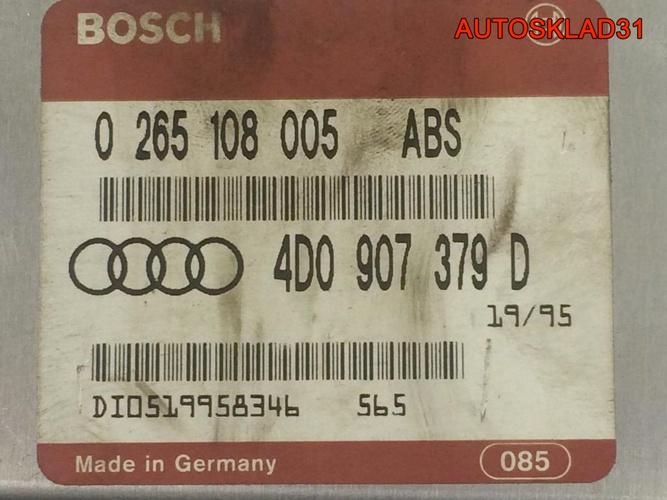 AUTOSKLAD31
BOSCH
0 265 108 005 ABS
4D0 907 379 D
19/95
DI0519958346 565
Made in Germany 085